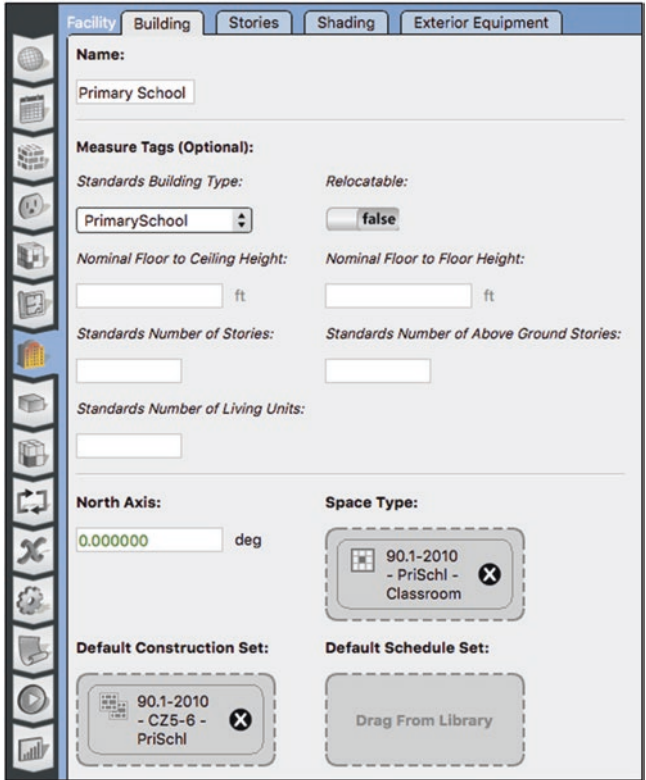 Facility Building Stories Shading Exterior Equipment
Name:
Primary School
Measure Tags (Optional):
Standards Building Type: Relocatable:
PrimarySchool false
Nominal Floor to Ceiling Height: Nominal Floor to Floor Height:
ft ft
Standards Number of Stories: Standards Number of Above Ground Stories:
Standards Number of Living Units:
North Axis: Space Type:
0.000000 deg
90.1-2010
- PriSchl -
Classroom
Default Construction Set: Default Schedule Set:
90.1-2010
- CZ5-6 -
PriSchl
Drag From Library